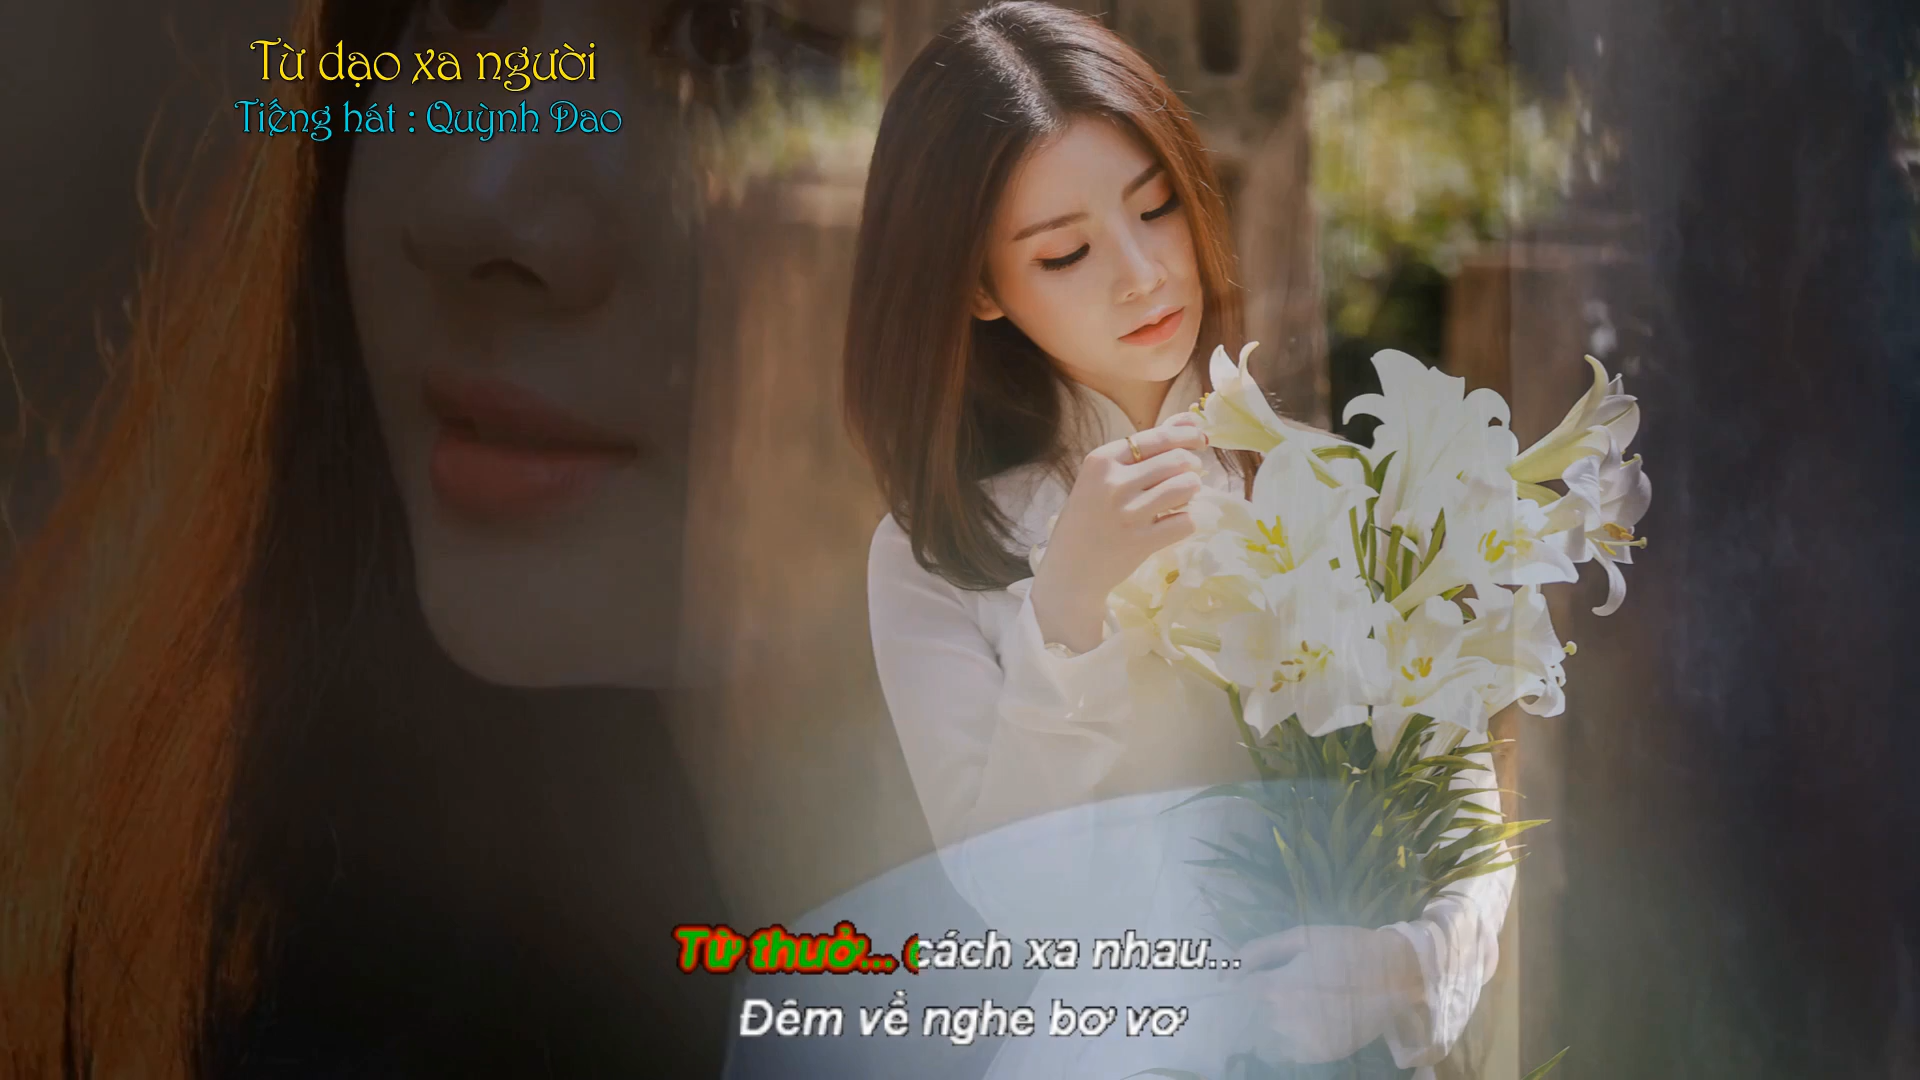 Từ dạo xa người
Tiếng hát : Quỳnh Dao
Từ thuở... cách xa nhau...
Đêm về nghe bơ vơ